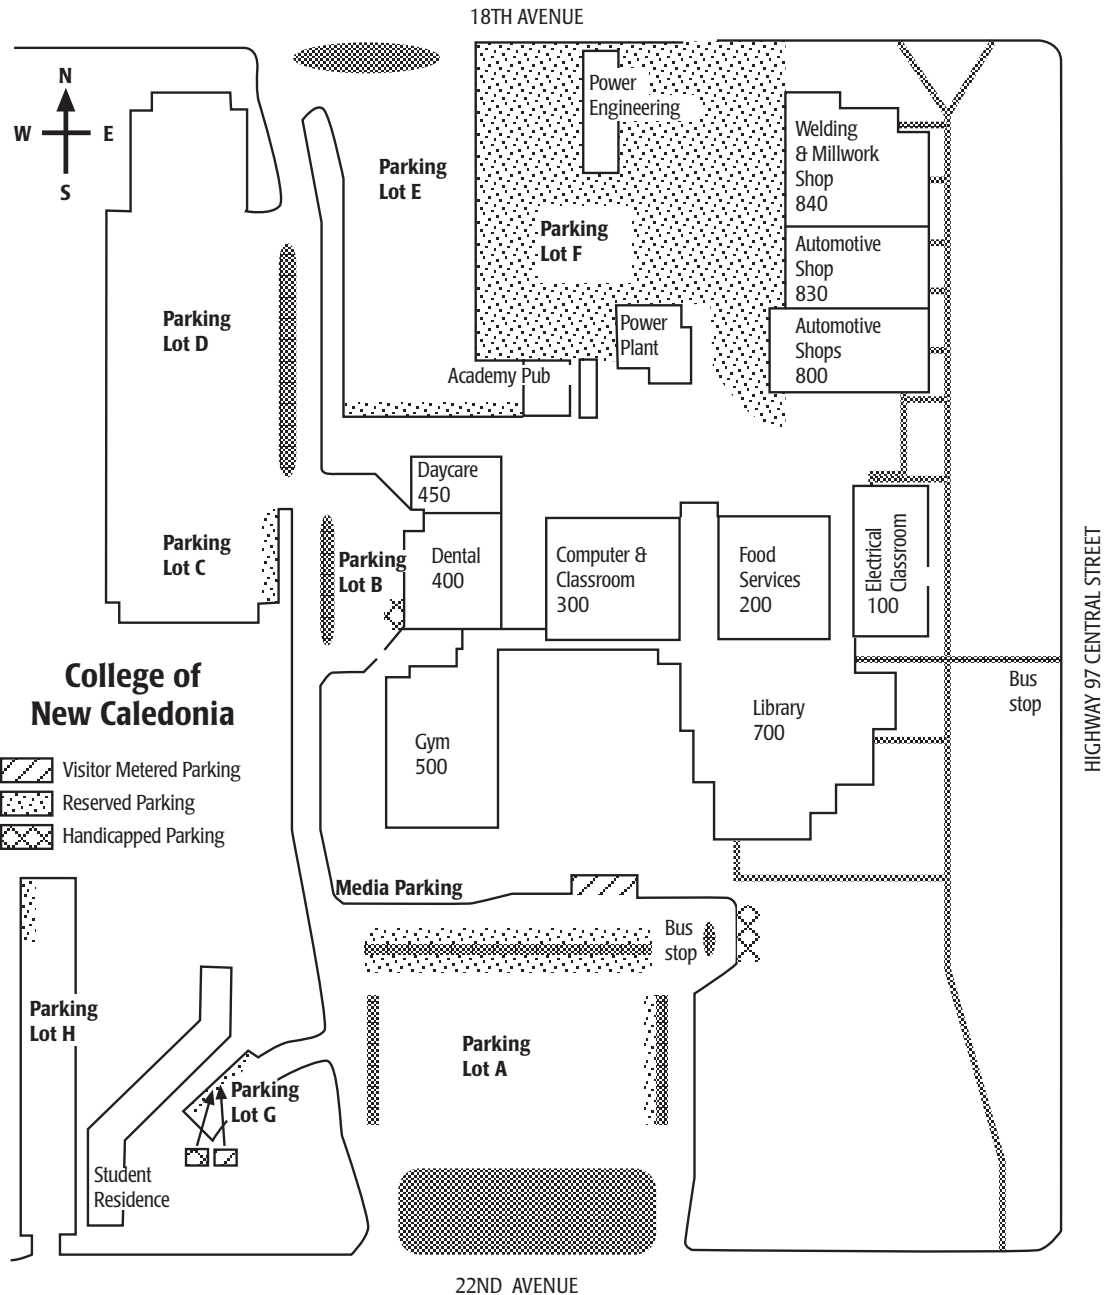 18TH AVENUE
N
W
E
S
Power
Engineering
Parking
Lot E
Welding
& Millwork
Shop
840
Parking
Lot F
Automotive
Shop
830
Parking
Lot D
Power
Plant
Automotive
Shops
800
Academy Pub
Daycare
450
Parking
Lot C
Parking
Lot B
Dental
400
Computer &
Classroom
300
Food
Services
200
Electrical
Classroom
100
HIGHWAY 97 CENTRAL STREET
College of
New Caledonia
Bus
stop
Library
700
Gym
500
Visitor Metered Parking
Reserved Parking
Handicapped Parking
Media Parking
Bus
stop
Parking
Lot H
Parking
Lot A
Parking
Lot G
Student
Residence
22ND AVENUE